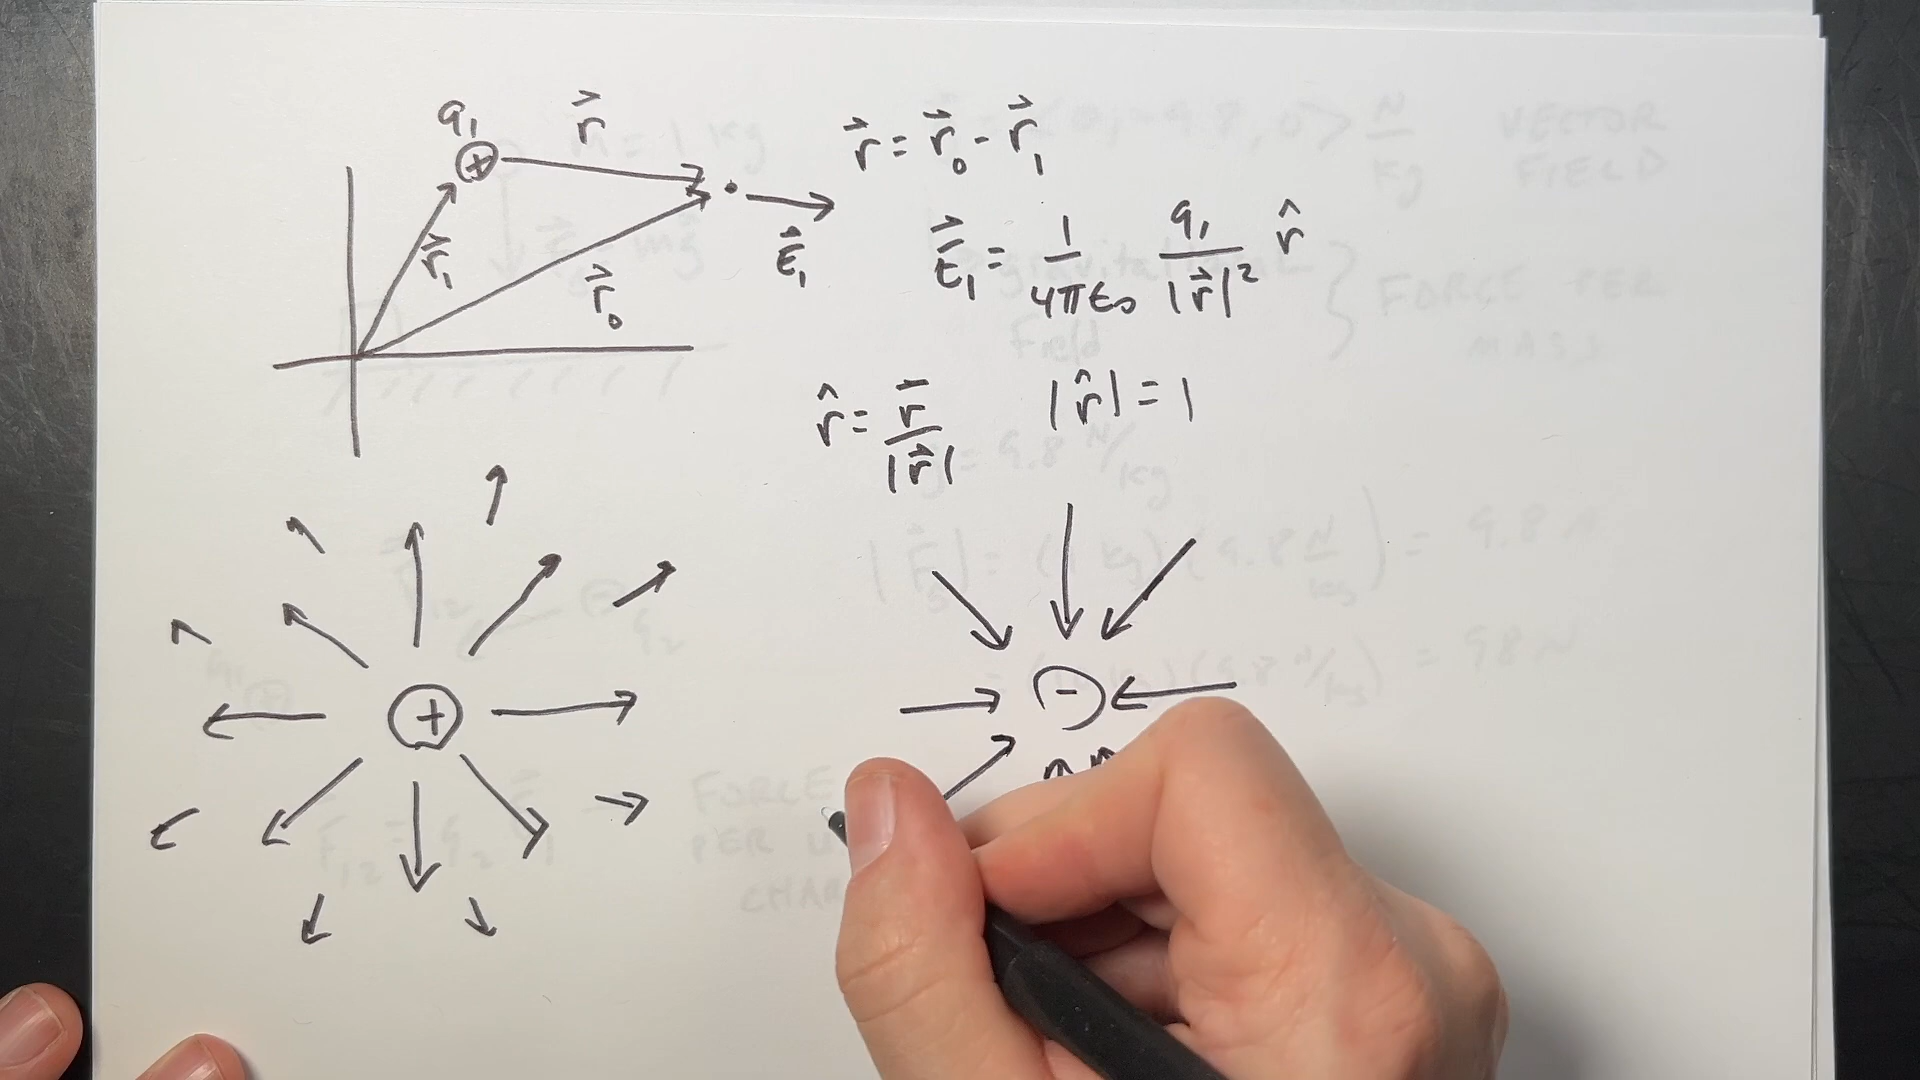 q₁
r⃗
r⃗₁
r⃗₀
E⃗₁
r⃗ = r⃗₀ - r⃗₁
E⃗₁ = 1/4πε₀ q₁/|r⃗|² r̂
r̂ = r⃗/|r⃗| |r̂| = 1
+
-